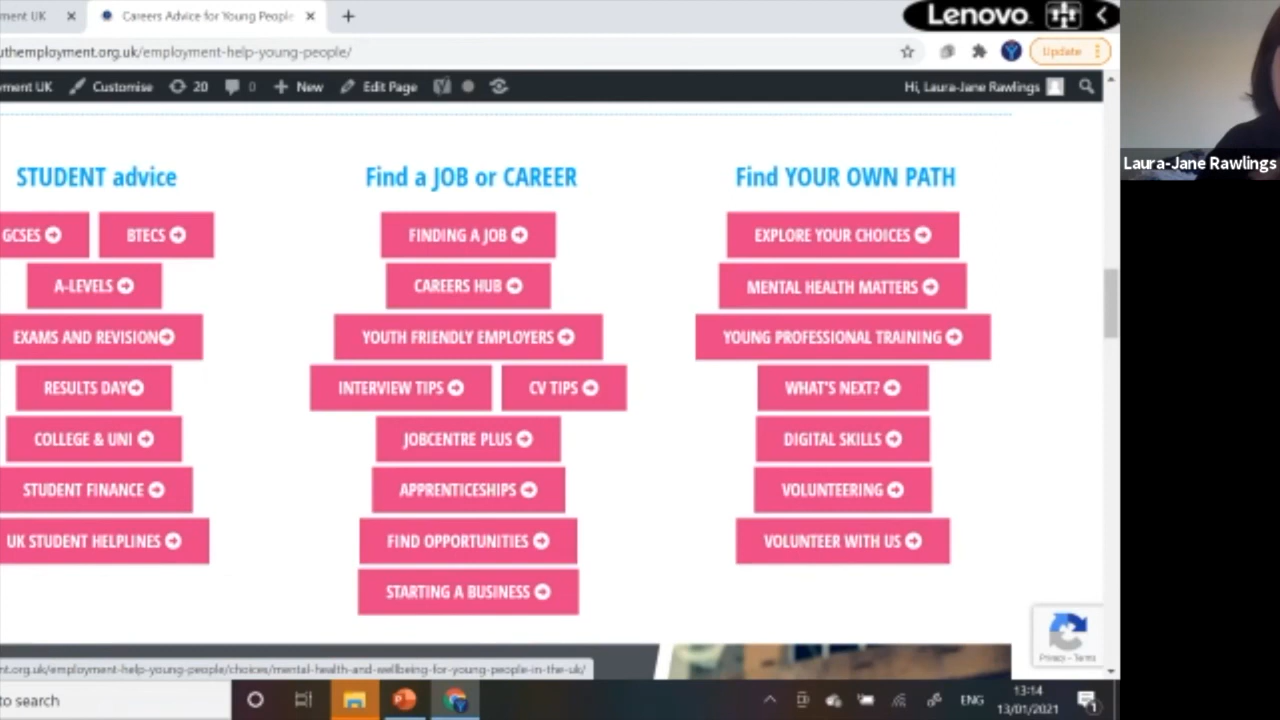 ment UK
Careers Advice for Young People
Lenovo
uthemployment.org.uk/employment-help-young-people/
Update
ment UK
Customise
20
0
New
Edit Page
Hi, Laura-Jane Rawlings
Laura-Jane Rawlings
STUDENT advice
Find a JOB or CAREER
Find YOUR OWN PATH
GCSES
BTECS
FINDING A JOB
EXPLORE YOUR CHOICES
A-LEVELS
CAREERS HUB
MENTAL HEALTH MATTERS
EXAMS AND REVISION
YOUTH FRIENDLY EMPLOYERS
YOUNG PROFESSIONAL TRAINING
RESULTS DAY
INTERVIEW TIPS
CV TIPS
WHAT'S NEXT?
COLLEGE & UNI
JOBCENTRE PLUS
DIGITAL SKILLS
STUDENT FINANCE
APPRENTICESHIPS
VOLUNTEERING
UK STUDENT HELPLINES
FIND OPPORTUNITIES
VOLUNTEER WITH US
STARTING A BUSINESS
Privacy - Terms
nt.org.uk/employment-help-young-people/choices/mental-health-and-wellbeing-for-young-people-in-the-uk/
to search
ENG
13:14
13/01/2021
1